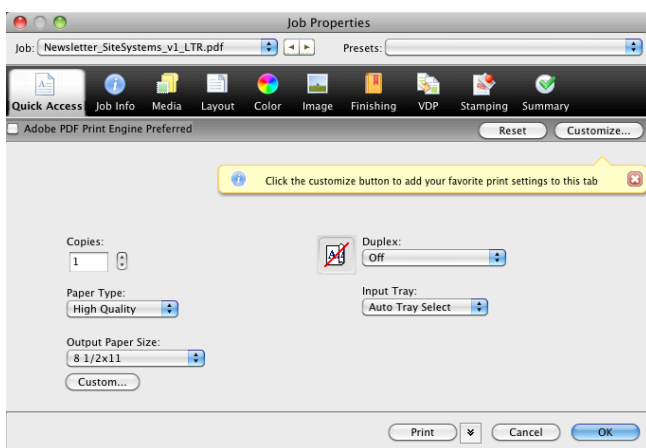 Job Properties
Job: Newsletter_SiteSystems_v1_LTR.pdf Presets:
Quick Access Job Info Media Layout Color Image Finishing VDP Stamping Summary
Adobe PDF Print Engine Preferred Reset Customize...
Click the customize button to add your favorite print settings to this tab
Copies: Duplex:
1 Off
Paper Type: Input Tray:
High Quality Auto Tray Select
Output Paper Size:
8 1/2x11
Custom...
Print Cancel OK